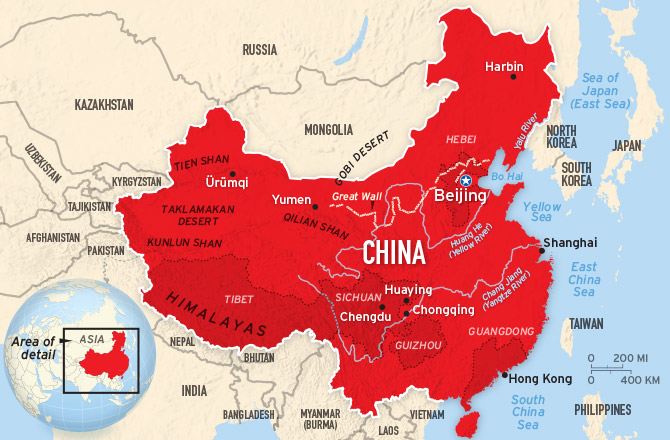 RUSSIA
Harbin
Sea of
Japan
(East Sea)
KAZAKHSTAN
MONGOLIA
GOBI DESERT
HEBEI
Yalu River
NORTH
KOREA
JAPAN
UZBEKISTAN
KYRGYZSTAN
TIEN SHAN
Ürümqi
SOUTH
KOREA
Bo Hai
Beijing
TAJIKISTAN
TAKLAMAKAN
DESERT
Yumen
Great Wall
QILIAN SHAN
Yellow
Sea
AFGHANISTAN
PAKISTAN
KUNLUN SHAN
CHINA
Huang He
(Yellow River)
Shanghai
East
China
Sea
HIMALAYAS
TIBET
SICHUAN
Huaying
Chengdu
Chongqing
Chang Jiang
(Yangtze River)
Area of
detail
ASIA
NEPAL
BHUTAN
GUIZHOU
GUANGDONG
TAIWAN
0 200 MI
0 400 KM
INDIA
BANGLADESH
MYANMAR
(BURMA)
LAOS
VIETNAM
Hong Kong
South
China
Sea
PHILIPPINES